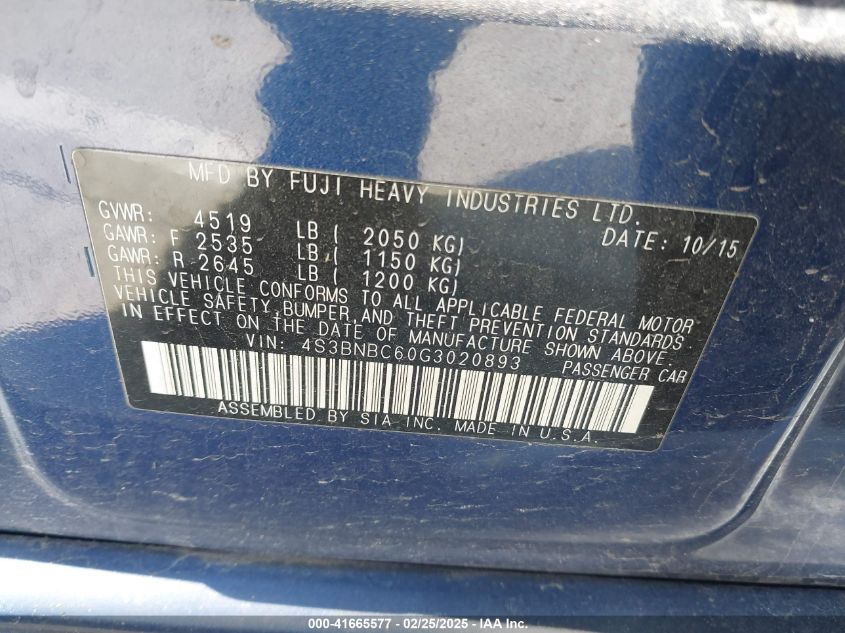 MFD BY FUJI HEAVY INDUSTRIES LTD.
GVWR: 4519 LB ( 2050 KG) DATE: 10/15
GAWR: F 2535 LB ( 1150 KG)
GAWR: R 2645 LB ( 1200 KG)
THIS VEHICLE CONFORMS TO ALL APPLICABLE FEDERAL MOTOR
VEHICLE SAFETY, BUMPER, AND THEFT PREVENTION STANDARDS
IN EFFECT ON THE DATE OF MANUFACTURE SHOWN ABOVE.
VIN: 4S3BNBC60G3020893 PASSENGER CAR
ASSEMBLED BY SIA INC. MADE IN U.S.A.
000-41665577 - 02/25/2025 - IAA Inc.